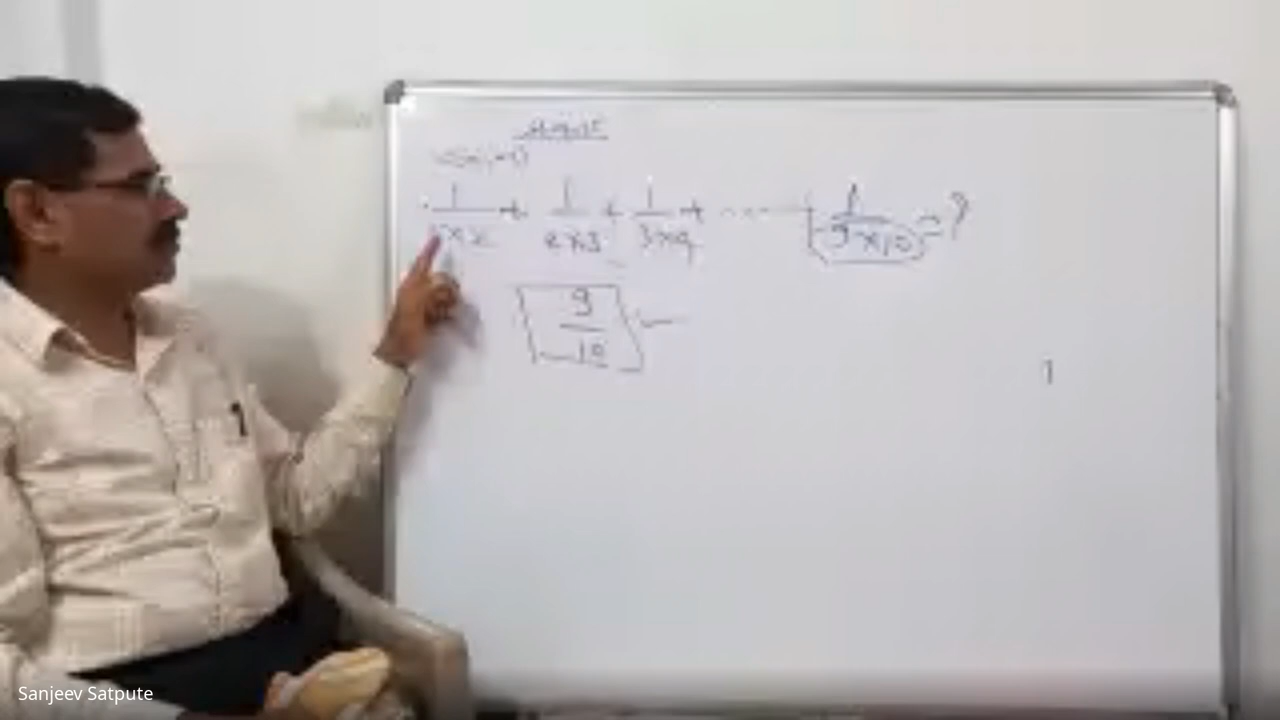 1/1×2 + 1/2×3 + 1/3×4 + ...... + 1/9×10 = ?
9/10
1
Sanjeev Satpute